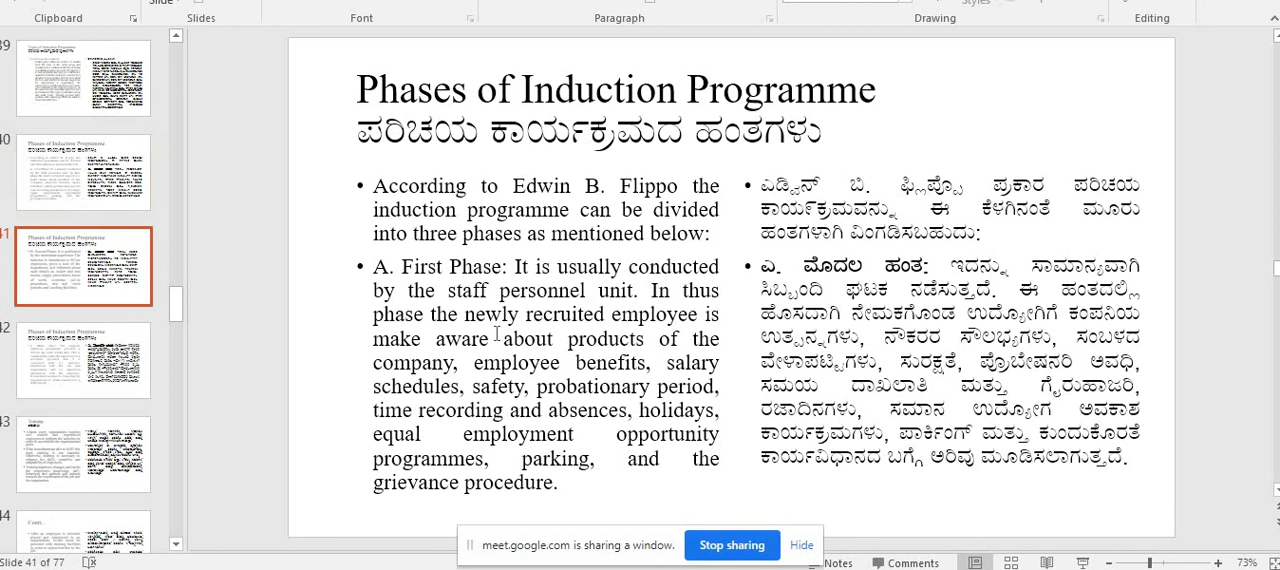 Clipboard
Slides
Font
Paragraph
Drawing
Editing
Phases of Induction Programme
ಪರಿಚಯ ಕಾರ್ಯಕ್ರಮದ ಹಂತಗಳು
• According to Edwin B. Flippo the
induction programme can be divided
into three phases as mentioned below:
• A. First Phase: It is usually conducted
by the staff personnel unit. In thus
phase the newly recruited employee is
make aware about products of the
company, employee benefits, salary
schedules, safety, probationary period,
time recording and absences, holidays,
equal employment opportunity
programmes, parking, and the
grievance procedure.
• ಎಡ್ವಿನ್ ಬಿ. ಫ್ಲಿಪ್ಪೊ ಪ್ರಕಾರ ಪರಿಚಯ
ಕಾರ್ಯಕ್ರಮವನ್ನು ಈ ಕೆಳಗಿನಂತೆ ಮೂರು
ಹಂತಗಳಾಗಿ ವಿಂಗಡಿಸಬಹುದು:
ಮೊದಲ ಹಂತ: ಇದನ್ನು ಸಾಮಾನ್ಯವಾಗಿ
ಸಿಬ್ಬಂದಿ ಘಟಕ ನಡೆಸುತ್ತದೆ. ಈ ಹಂತದಲ್ಲಿ
ಹೊಸದಾಗಿ ನೇಮಕಗೊಂಡ ಉದ್ಯೋಗಿಗೆ ಕಂಪನಿಯ
ಉತ್ಪನ್ನಗಳು, ನೌಕರರ ಸೌಲಭ್ಯಗಳು, ಸಂಬಳದ
ವೇಳಾಪಟ್ಟಿಗಳು, ಸುರಕ್ಷತೆ, ಪ್ರೊಬೇಷನರಿ ಅವಧಿ,
ಸಮಯ ದಾಖಲಾತಿ ಮತ್ತು ಗೈರುಹಾಜರಿ,
ರಜಾದಿನಗಳು, ಸಮಾನ ಉದ್ಯೋಗ ಅವಕಾಶ
ಕಾರ್ಯಕ್ರಮಗಳು, ಪಾರ್ಕಿಂಗ್ ಮತ್ತು ಕುಂದುಕೊರತೆ
ಕಾರ್ಯವಿಧಾನದ ಬಗ್ಗೆ ಅರಿವು ಮೂಡಿಸಲಾಗುತ್ತದೆ.
meet.google.com is sharing a window.
Stop sharing
Hide
Slide 41 of 77
Notes
Comments
73%